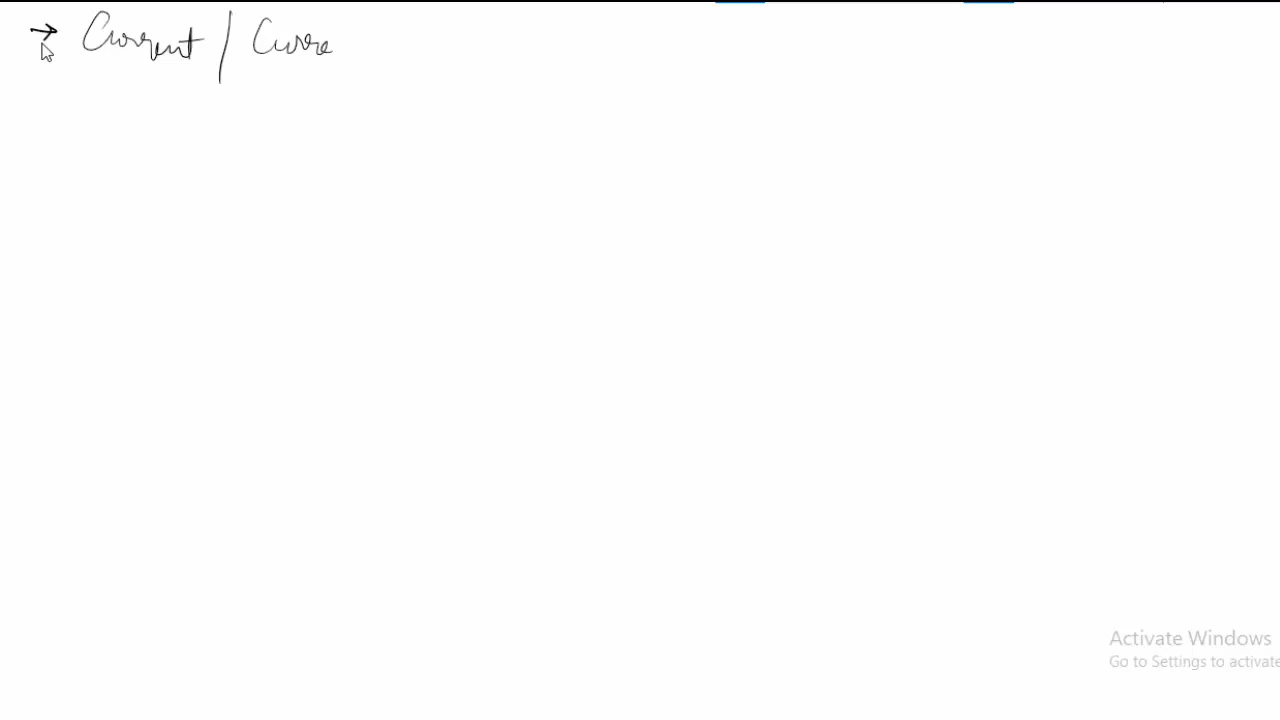 → Current / Curre
Activate Windows
Go to Settings to activate